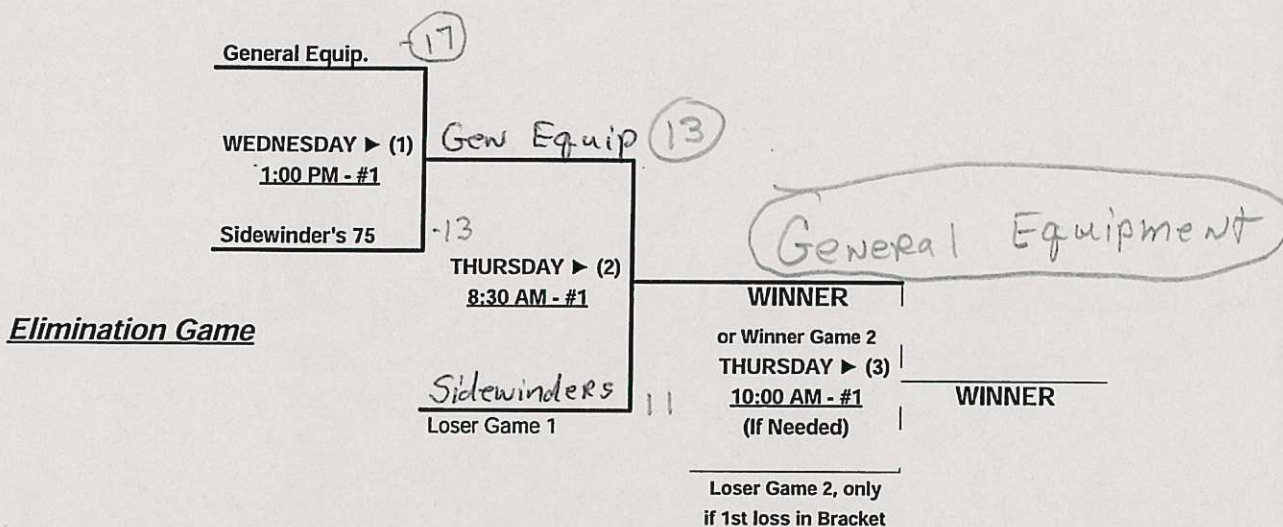 General Equip. -17
WEDNESDAY ► (1)
1:00 PM - #1
Sidewinder's 75 -13
Gen Equip 13
THURSDAY ► (2)
8:30 AM - #1
Elimination Game
Sidewinders 11
Loser Game 1
General Equipment
WINNER
or Winner Game 2
THURSDAY ► (3)
10:00 AM - #1
(If Needed)
WINNER
Loser Game 2, only
if 1st loss in Bracket